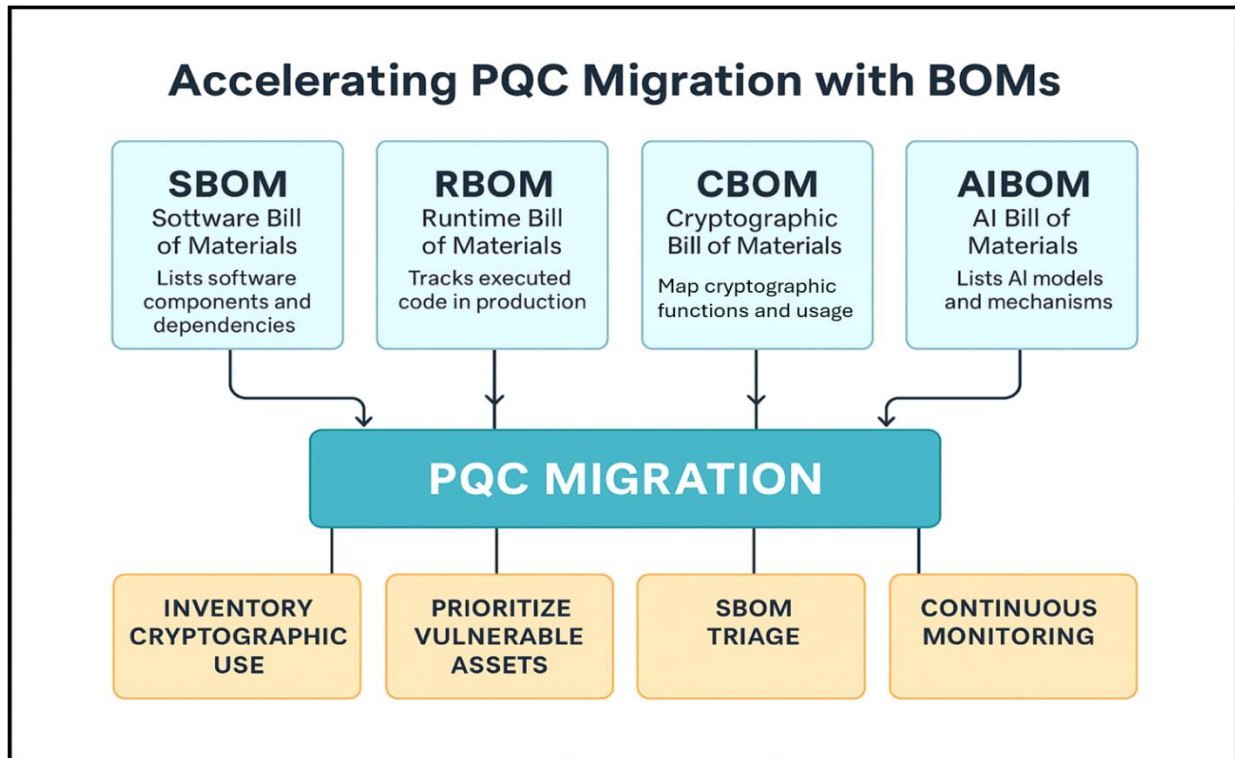 Accelerating PQC Migration with BOMs
SBOM
Sottware Bill
of Materials
Lists software
components and
dependencies
RBOM
Runtime Bill
of Materials
Tracks executed
code in production
CBOM
Cryptographic
Bill of Materials
Map cryptographic
functions and usage
AIBOM
AI Bill of
Materials
Lists AI models
and mechanisms
PQC MIGRATION
INVENTORY
CRYPTOGRAPHIC
USE
PRIORITIZE
VULNERABLE
ASSETS
SBOM
TRIAGE
CONTINUOUS
MONITORING